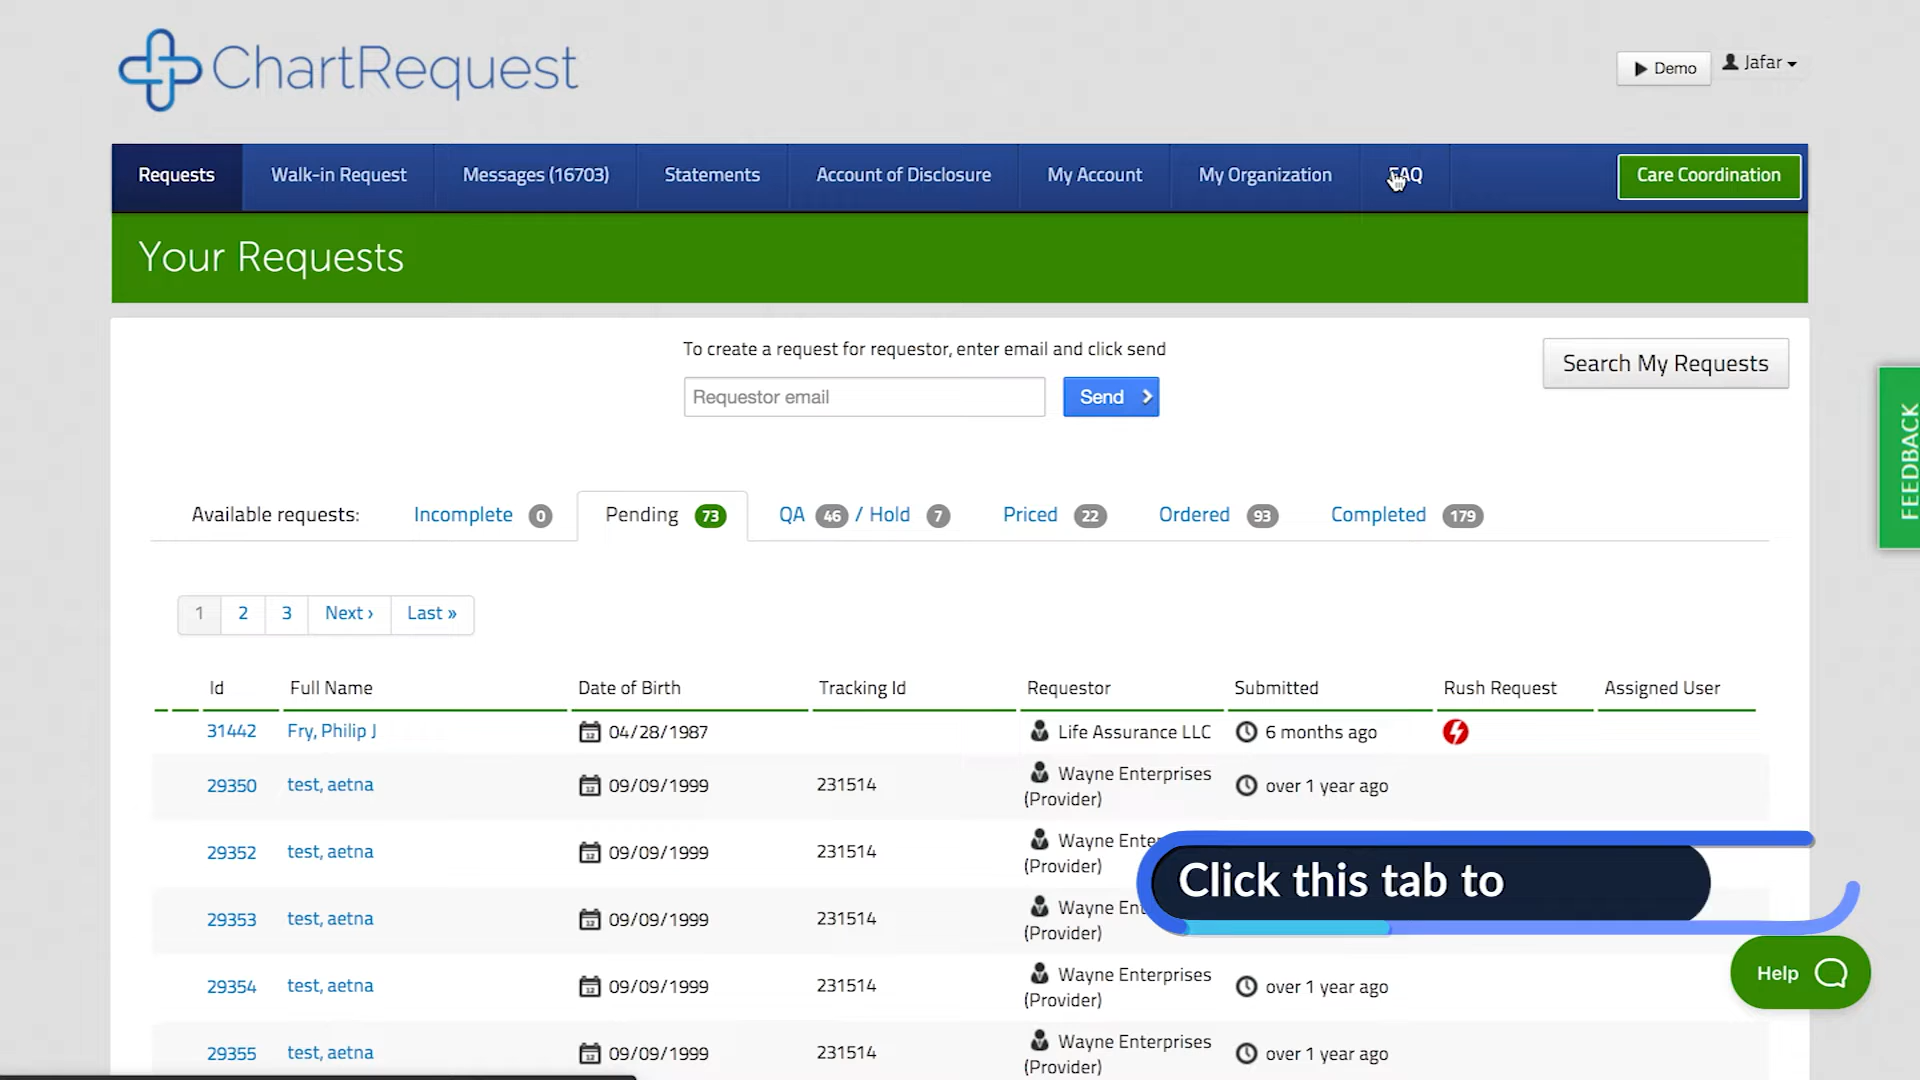 ChartRequest
Demo
Jafar
Requests Walk-in Request Messages (16703) Statements Account of Disclosure My Account My Organization FAQ Care Coordination
Your Requests
To create a request for requestor, enter email and click send
Search My Requests
Requestor email Send
FEEDBACK
Available requests: Incomplete 0 Pending 73 QA 46 / Hold 7 Priced 22 Ordered 93 Completed 179
1 2 3 Next › Last »
Id Full Name Date of Birth Tracking Id Requestor Submitted Rush Request Assigned User
31442 Fry, Philip J 04/28/1987 Life Assurance LLC 6 months ago
29350 test, aetna 09/09/1999 231514 Wayne Enterprises (Provider) over 1 year ago
29352 test, aetna 09/09/1999 231514 Wayne (Provider)
29353 test, aetna 09/09/1999 231514 Wayne (Provider)
Click this tab to
29354 test, aetna 09/09/1999 231514 Wayne Enterprises (Provider) over 1 year ago
Help
29355 test, aetna 09/09/1999 231514 Wayne Enterprises (Provider) over 1 year ago